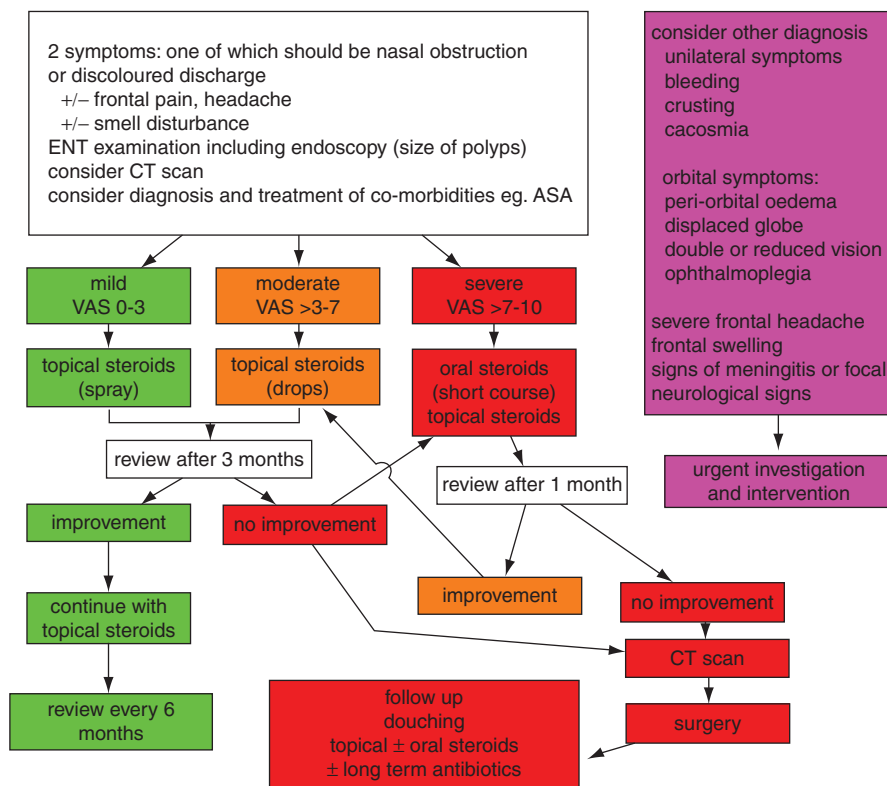 2 symptoms: one of which should be nasal obstruction
or discoloured discharge
+/− frontal pain, headache
+/− smell disturbance
ENT examination including endoscopy (size of polyps)
consider CT scan
consider diagnosis and treatment of co-morbidities eg. ASA
consider other diagnosis
unilateral symptoms
bleeding
crusting
cacosmia
orbital symptoms:
peri-orbital oedema
displaced globe
double or reduced vision
ophthalmoplegia
severe frontal headache
frontal swelling
signs of meningitis or focal
neurological signs
urgent investigation
and intervention
mild
VAS 0-3
moderate
VAS >3-7
severe
VAS >7-10
topical steroids
(spray)
topical steroids
(drops)
oral steroids
(short course)
topical steroids
review after 3 months
review after 1 month
improvement
no improvement
improvement
no improvement
continue with
topical steroids
CT scan
review every 6
months
surgery
follow up
douching
topical ± oral steroids
± long term antibiotics